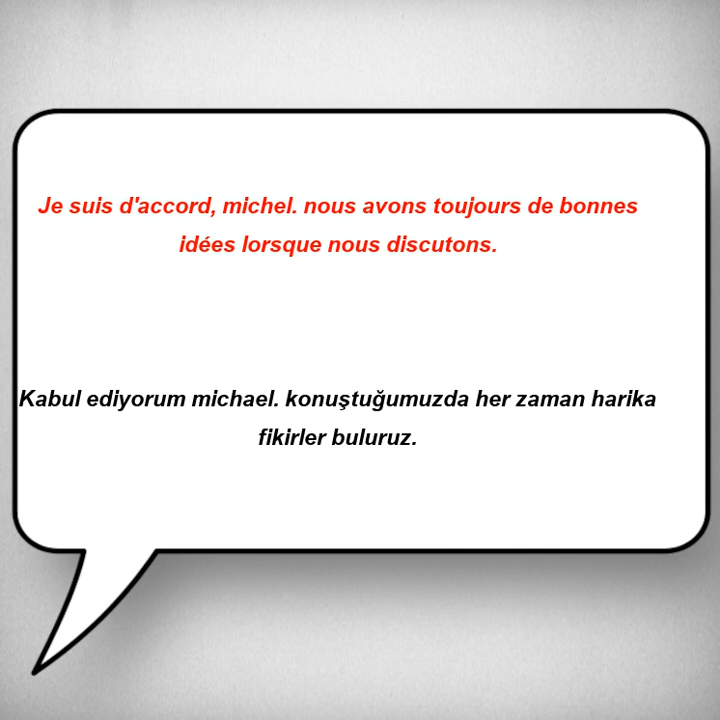 Je suis d'accord, michel. nous avons toujours de bonnes
idées lorsque nous discutons.
Kabul ediyorum michael. konuştuğumuzda her zaman harika
fikirler buluruz.